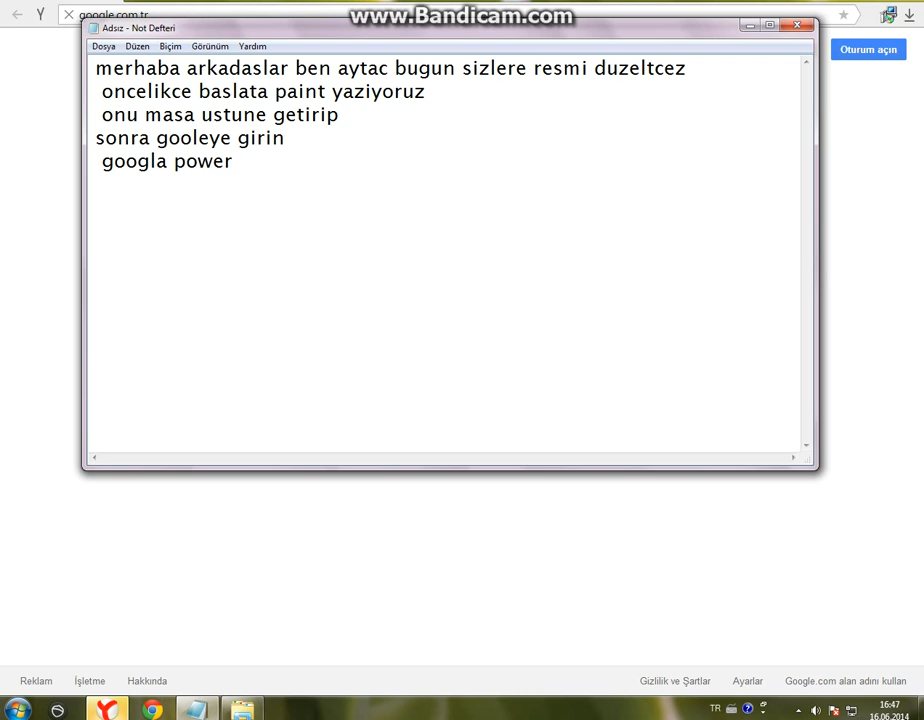 www.Bandicam.com
google.com.tr
Adsız - Not Defteri
Dosya Düzen Biçim Görünüm Yardım
Oturum açın
merhaba arkadaslar ben aytac bugun sizlere resmi duzeltcez
oncelikce baslata paint yaziyoruz
onu masa ustune getirip
sonra gooleye girin
googla power
Reklam İşletme Hakkında Gizlilik ve Şartlar Ayarlar Google.com alan adını kullan
TR 16:47
16.06.2014